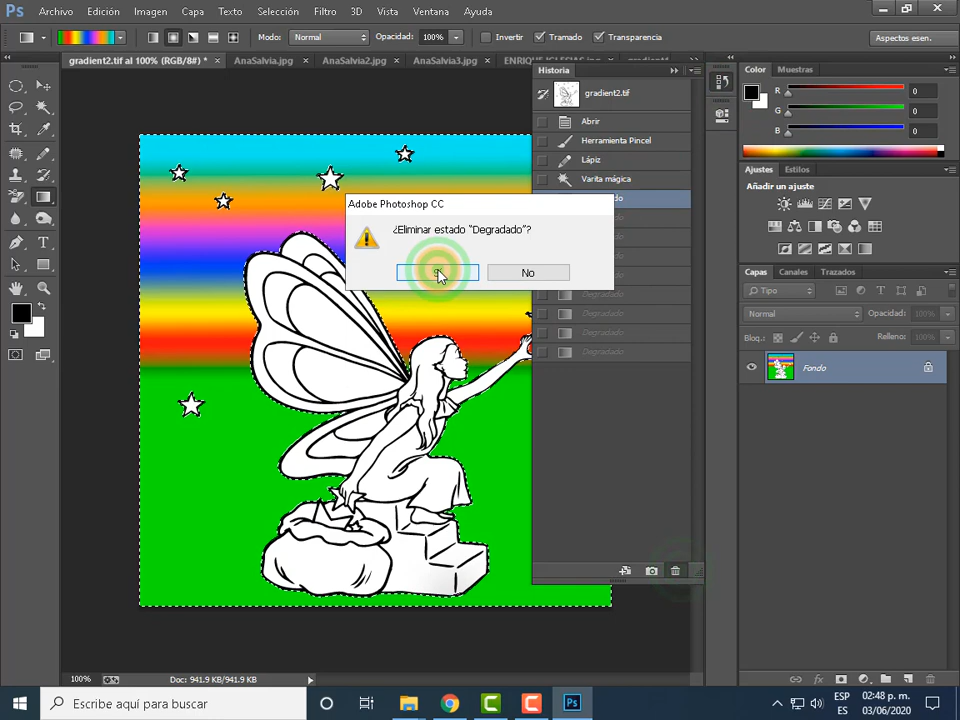 Ps Archivo Edición Imagen Capa Texto Selección Filtro 3D Vista Ventana Ayuda
Modo: Normal Opacidad: 100% Invertir Tramado Transparencia Aspectos esen.
gradient2.tif al 100% (RGB/8#) * × AnaSalvia.jpg × AnaSalvia2.jpg × AnaSalvia3.jpg ×
Historia
gradient2.tif
Abrir
Herramienta Pincel
Lápiz
Varita mágica
Adobe Photoshop CC
¿Eliminar estado "Degradado"?
No
Degradado
Degradado
Degradado
Degradado
Color Muestras
R 0
G 0
B 0
Ajustes Estilos
Añadir un ajuste
Capas Canales Trazados
Tipo
Normal Opacidad: 100%
Bloq.: Relleno: 100%
Fondo
100% Doc: 941.9 KB/941.9 KB
Escribe aquí para buscar
Ps
ESP 02:48 p. m.
ES 03/06/2020